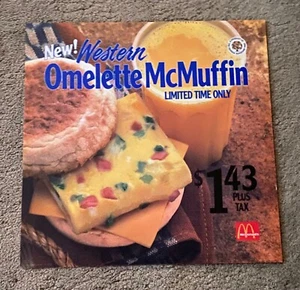 New! Western
Omelette McMuffin
LIMITED TIME ONLY
$1 43
PLUS
TAX